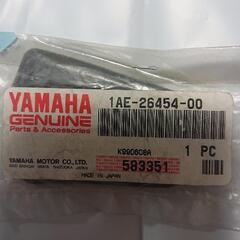 YAMAHA
GENUINE
Parts & Accessories
1AE-26454-00
K990608A
1 PC
YAMAHA MOTOR CO., LTD.
583351
MADE IN JAPAN